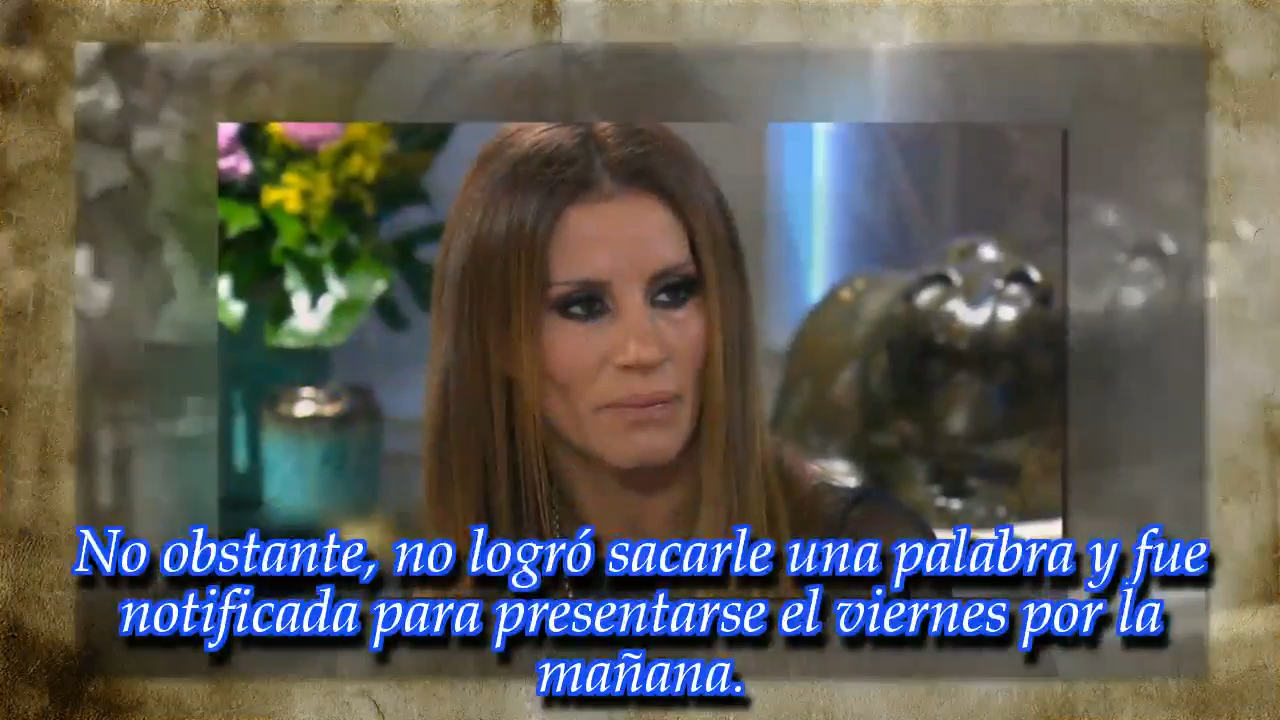 No obstante, no logró sacarle una palabra y fue
notificada para presentarse el viernes por la
mañana.